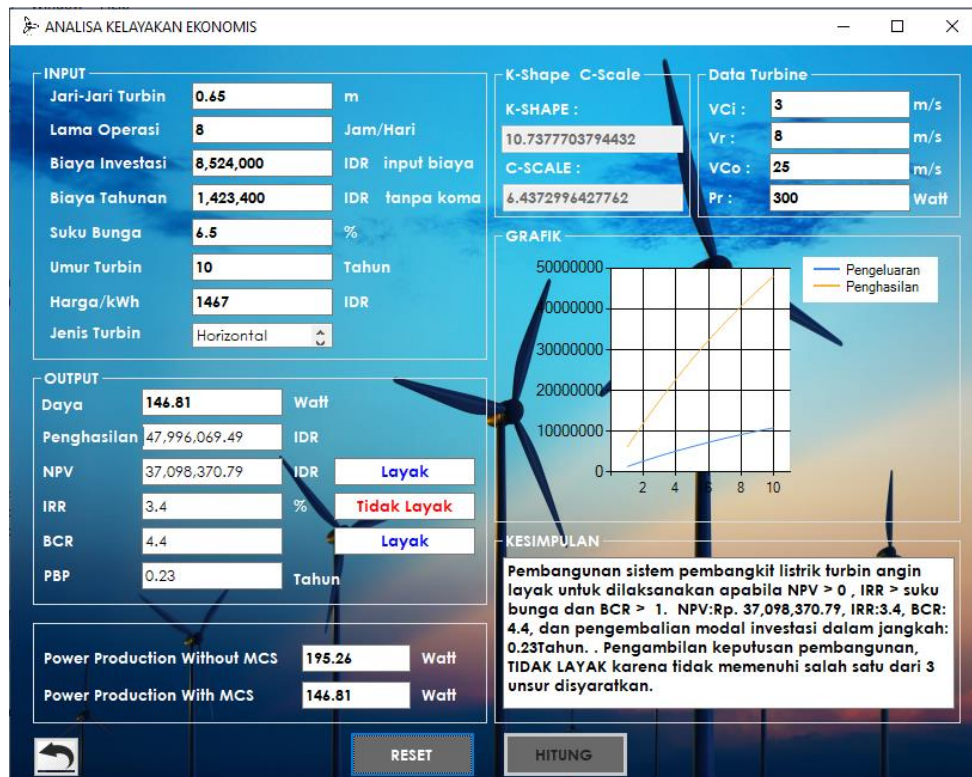 ANALISA KELAYAKAN EKONOMIS
INPUT
Jari-Jari Turbin 0.65 m
Lama Operasi 8 Jam/Hari
Biaya Investasi 8,524,000 IDR input biaya
Biaya Tahunan 1,423,400 IDR tanpa koma
Suku Bunga 6.5 %
Umur Turbin 10 Tahun
Harga/kWh 1467 IDR
Jenis Turbin Horizontal
K-Shape C-Scale
K-SHAPE :
10.7377703794432
C-SCALE :
6.4372996427762
Data Turbine
VCi : 3 m/s
Vr : 8 m/s
VCo : 25 m/s
Pr : 300 Watt
GRAFIK
50000000
0000000
30000000
20000000
10000000
0
2 4 6 8 10
Pengeluaran
Penghasilan
OUTPUT
Daya 146.81 Watt
Penghasilan 47,996,069.49 IDR
NPV 37,098,370.79 IDR Layak
IRR 3.4 % Tidak Layak
BCR 4.4 Layak
PBP 0.23 Tahun
Power Production Without MCS 195.26 Watt
Power Production With MCS 146.81 Watt
KESIMPULAN
Pembangunan sistem pembangkit listrik turbin angin
layak untuk dilaksanakan apabila NPV > 0 , IRR > suku
bunga dan BCR > 1. NPV:Rp. 37,098,370.79, IRR:3.4, BCR:
4.4, dan pengembalian modal investasi dalam jangkah:
0.23Tahun. . Pengambilan keputusan pembangunan,
TIDAK LAYAK karena tidak memenuhi salah satu dari 3
unsur disyaratkan.
RESET
HITUNG